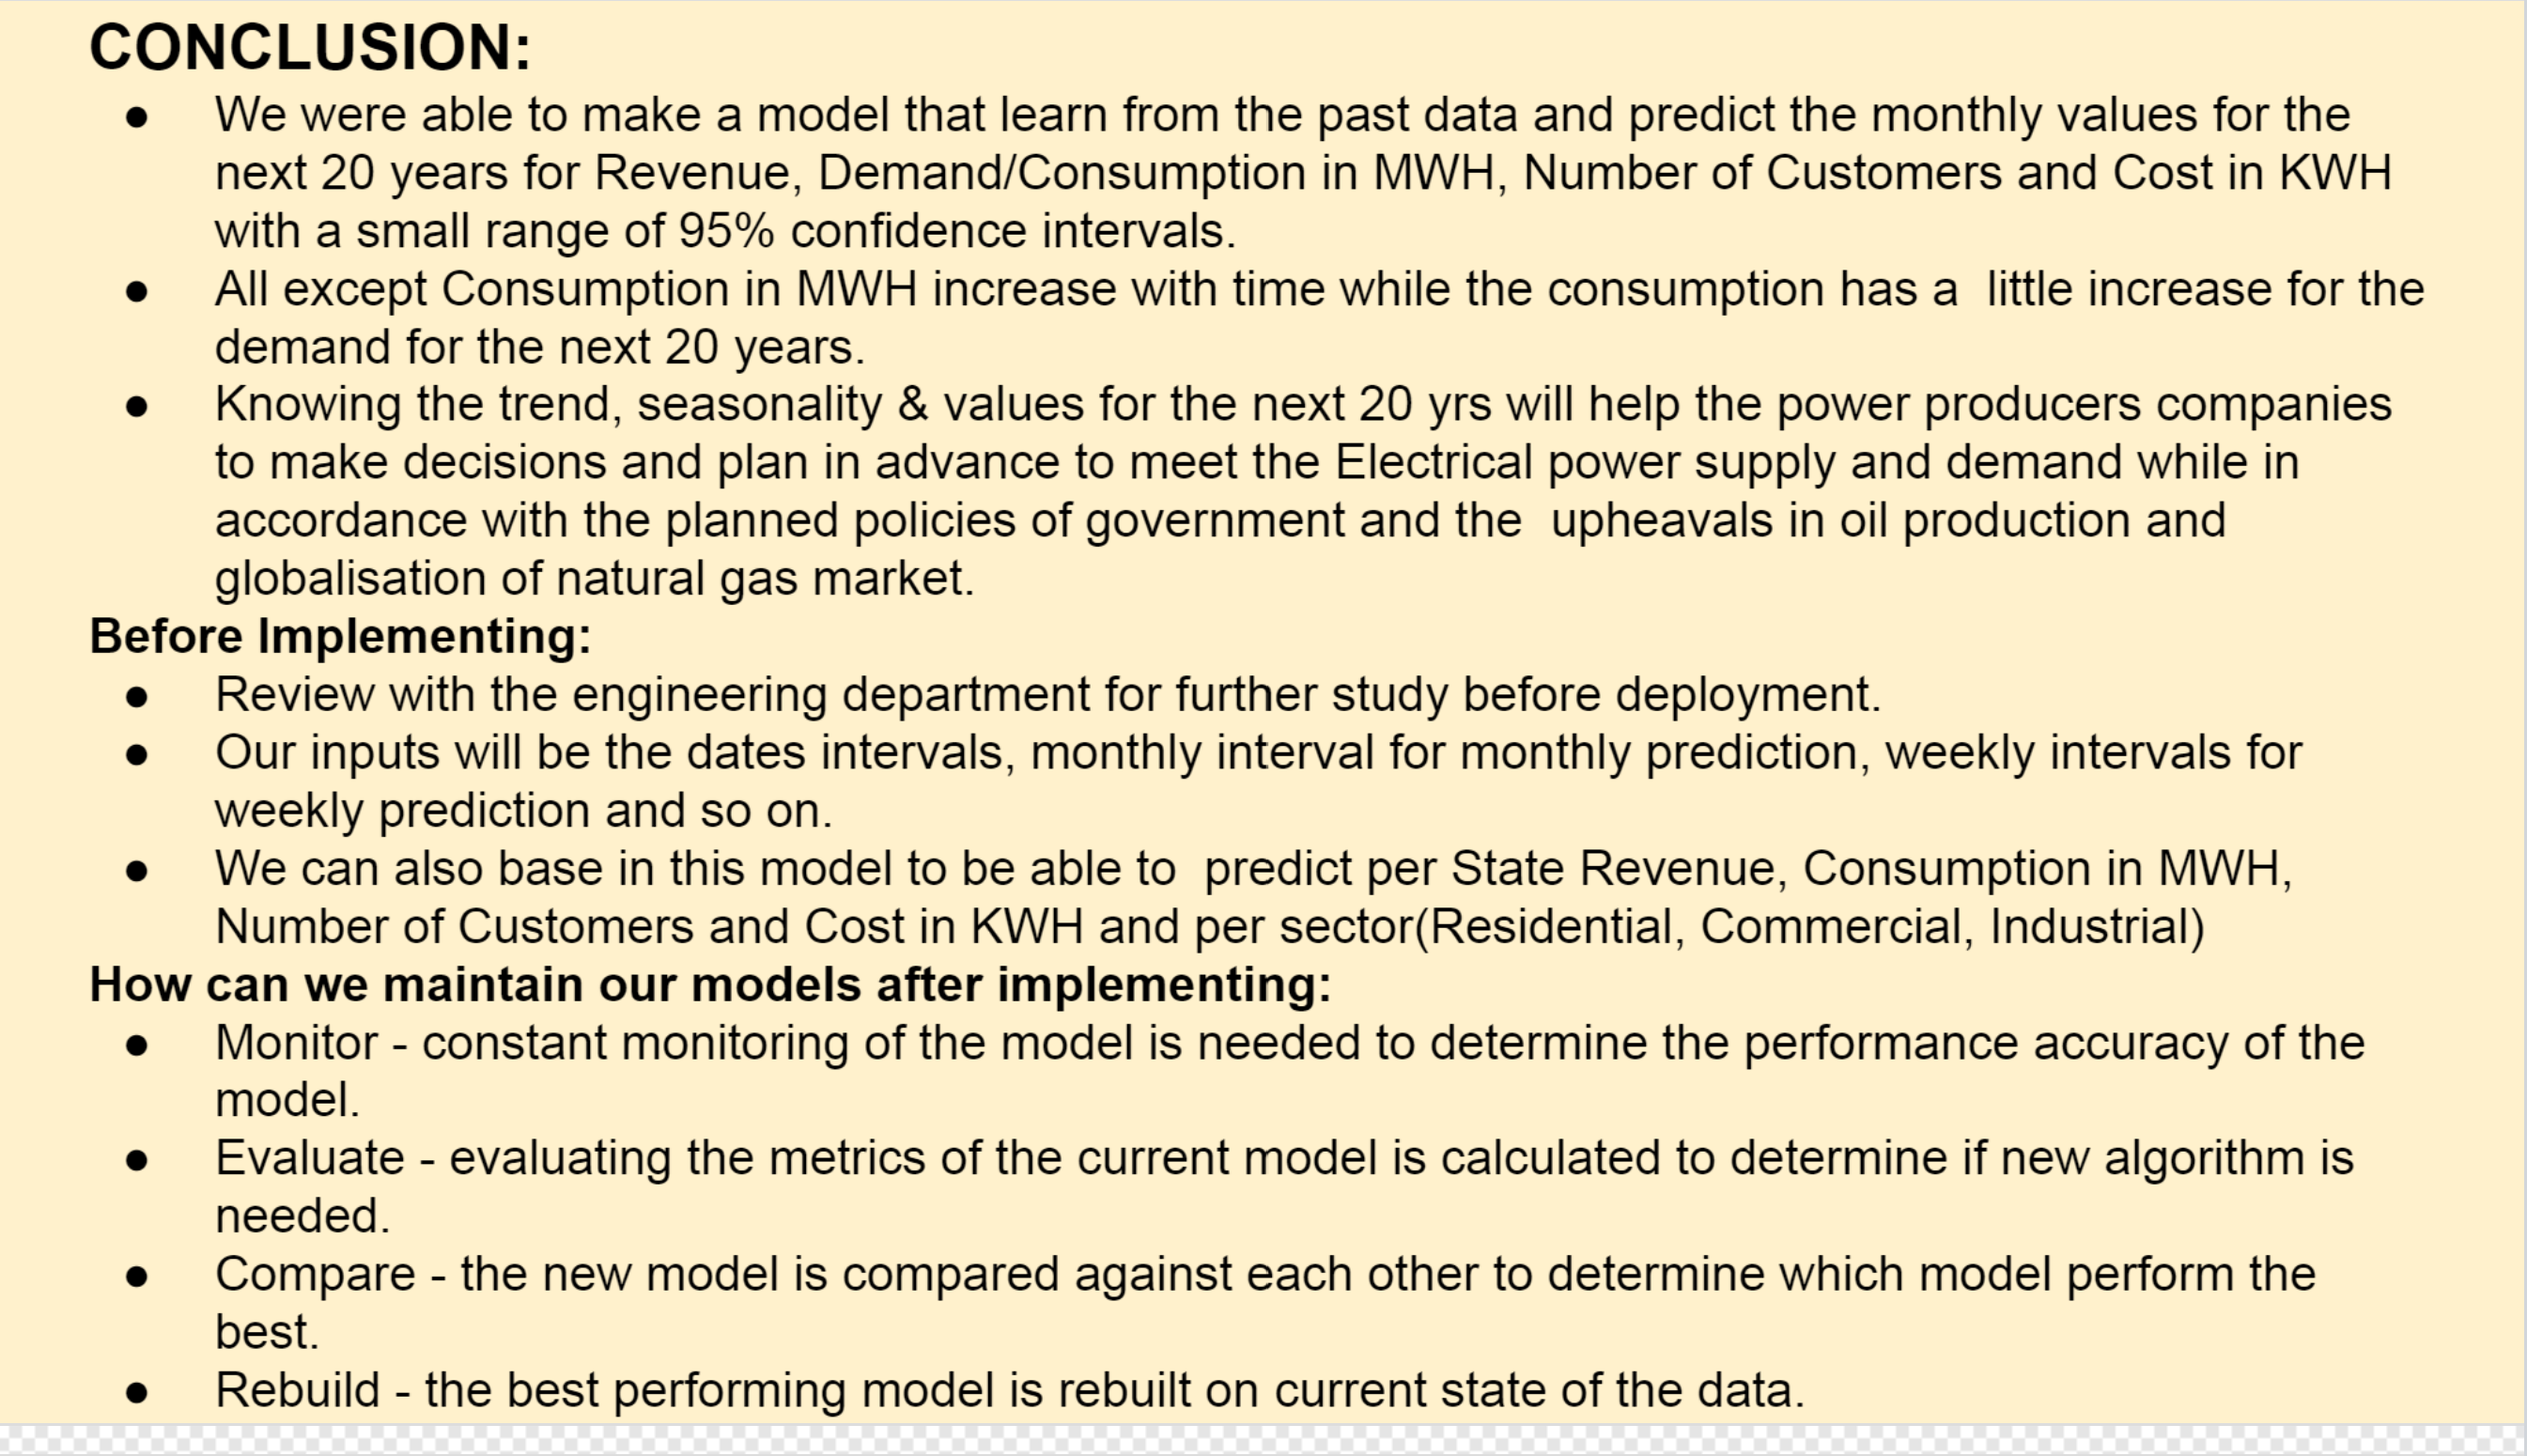 CONCLUSION:
● We were able to make a model that learn from the past data and predict the monthly values for the
next 20 years for Revenue, Demand/Consumption in MWH, Number of Customers and Cost in KWH
with a small range of 95% confidence intervals.
● All except Consumption in MWH increase with time while the consumption has a  little increase for the
demand for the next 20 years.
● Knowing the trend, seasonality & values for the next 20 yrs will help the power producers companies
to make decisions and plan in advance to meet the Electrical power supply and demand while in
accordance with the planned policies of government and the  upheavals in oil production and
globalisation of natural gas market.
Before Implementing:
● Review with the engineering department for further study before deployment.
● Our inputs will be the dates intervals, monthly interval for monthly prediction, weekly intervals for
weekly prediction and so on.
● We can also base in this model to be able to  predict per State Revenue, Consumption in MWH,
Number of Customers and Cost in KWH and per sector(Residential, Commercial, Industrial)
How can we maintain our models after implementing:
● Monitor - constant monitoring of the model is needed to determine the performance accuracy of the
model.
● Evaluate - evaluating the metrics of the current model is calculated to determine if new algorithm is
needed.
● Compare - the new model is compared against each other to determine which model perform the
best.
● Rebuild - the best performing model is rebuilt on current state of the data.